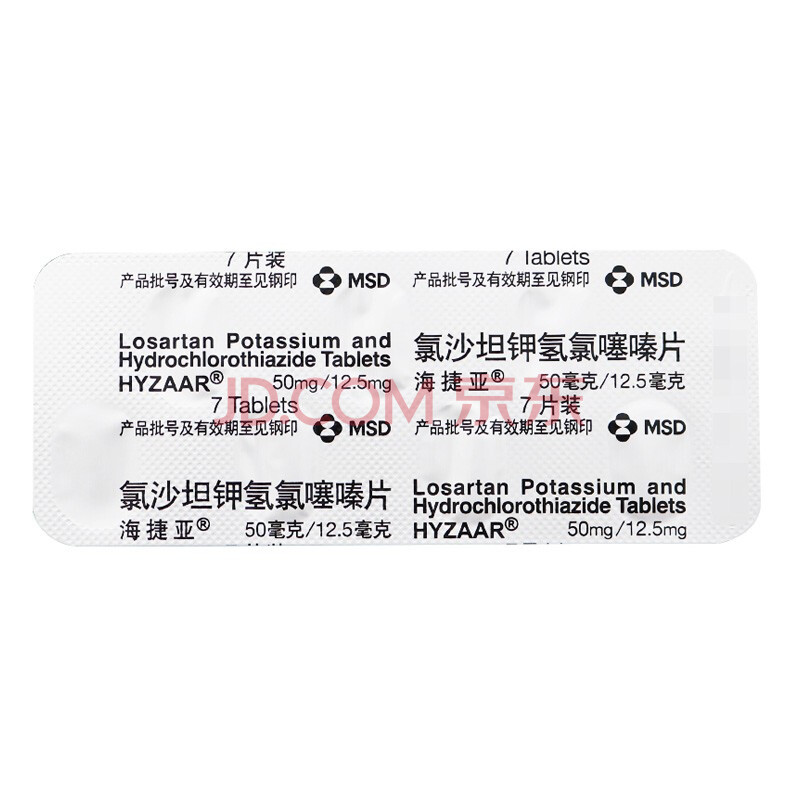 7 片装
产品批号及有效期至见钢印 MSD
Losartan Potassium and
Hydrochlorothiazide Tablets
HYZAAR® 50mg/12.5mg
7 Tablets
产品批号及有效期至见钢印 MSD
氯沙坦钾氢氯噻嗪片
海捷亚® 50毫克/12.5毫克
7 Tablets
产品批号及有效期至见钢印 MSD
氯沙坦钾氢氯噻嗪片
海捷亚® 50毫克/12.5毫克
7 片装
产品批号及有效期至见钢印 MSD
Losartan Potassium and
Hydrochlorothiazide Tablets
HYZAAR® 50mg/12.5mg
JD.COM 京东